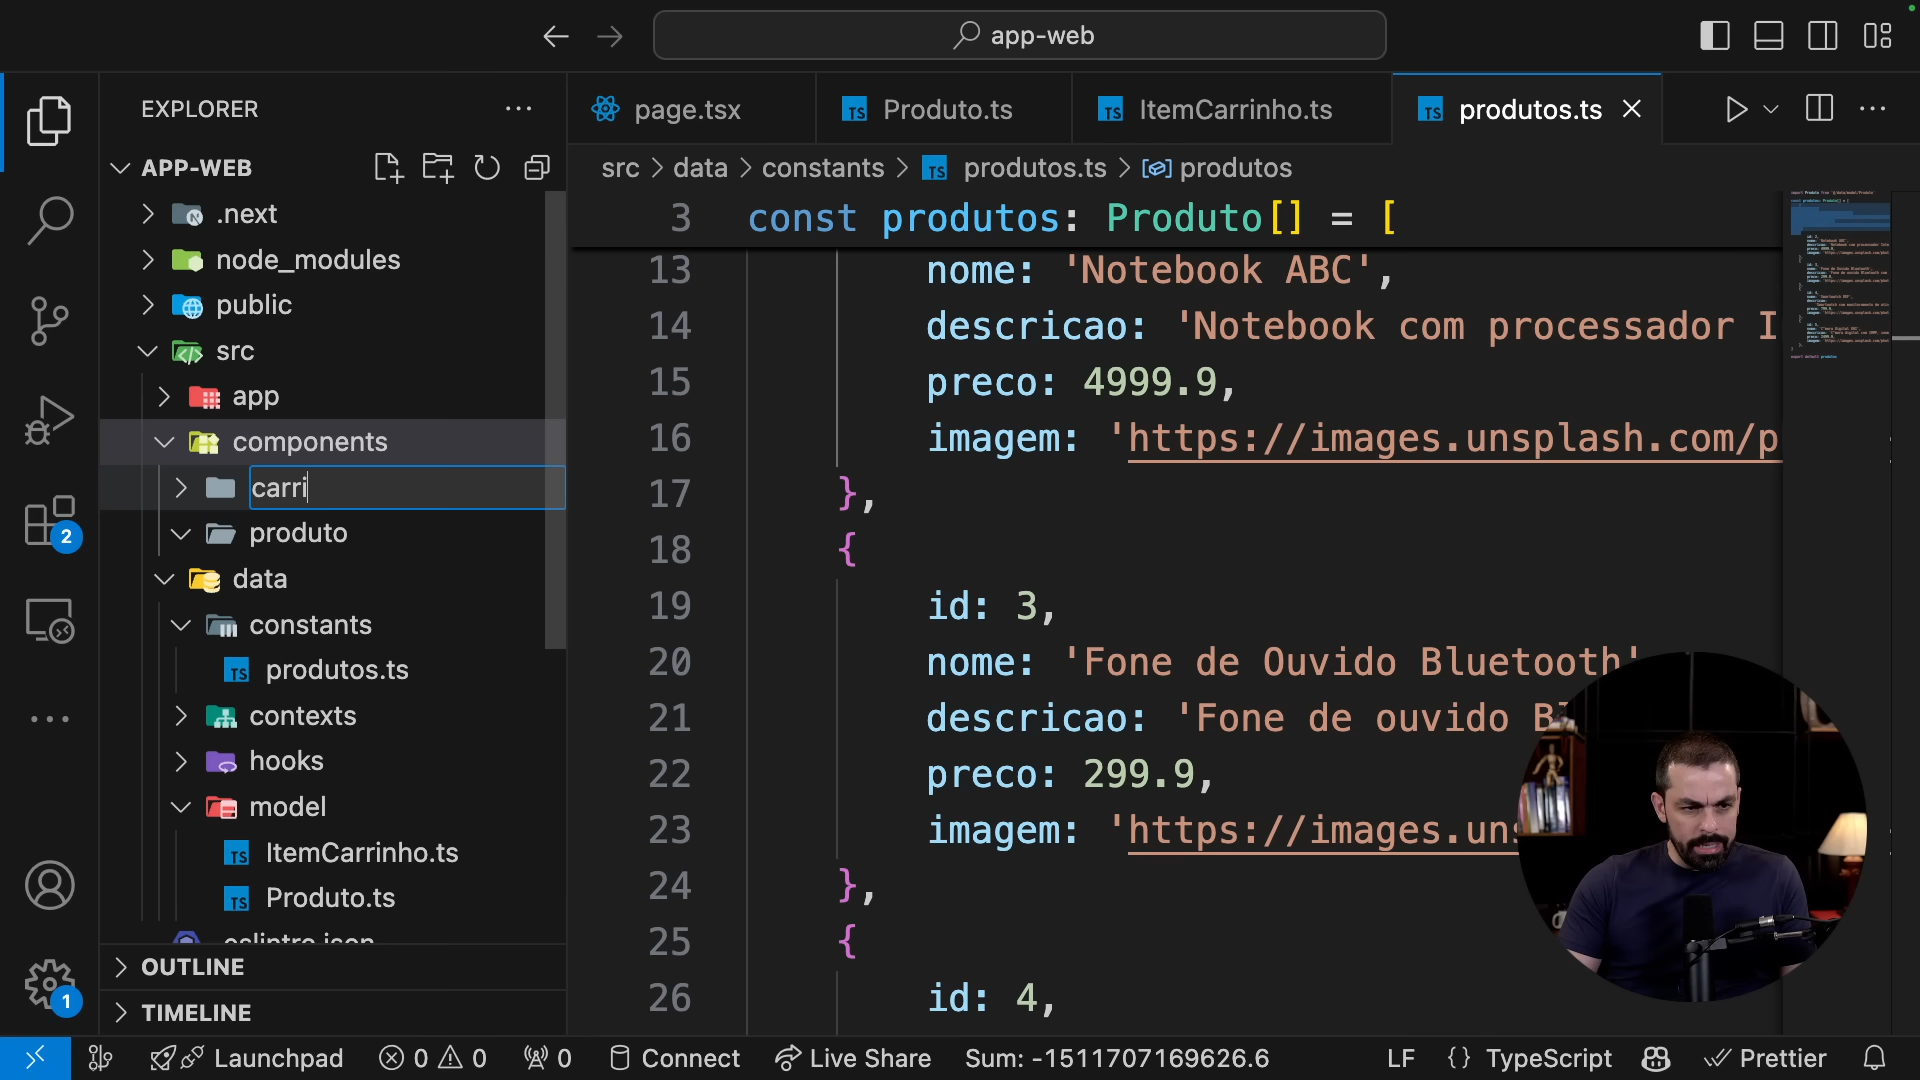 app-web
EXPLORER
page.tsx
Produto.ts
ItemCarrinho.ts
produtos.ts
APP-WEB
src > data > constants > TS produtos.ts > produtos
.next
node_modules
public
src
app
components
carri
produto
data
constants
produtos.ts
contexts
hooks
model
ItemCarrinho.ts
Produto.ts
.eslintrc.json
OUTLINE
TIMELINE
3 const produtos: Produto[] = [
13 nome: 'Notebook ABC',
14 descricao: 'Notebook com processador I
15 preco: 4999.9,
16 imagem: 'https://images.unsplash.com/p
17 },
18 {
19 id: 3,
20 nome: 'Fone de Ouvido Bluetooth'
21 descricao: 'Fone de ouvido Bl
22 preco: 299.9,
23 imagem: 'https://images.uns
24 },
25 {
26 id: 4,
2
1
Launchpad
0
0
0
Connect
Live Share
Sum: -1511707169626.6
LF
{ } TypeScript
Prettier